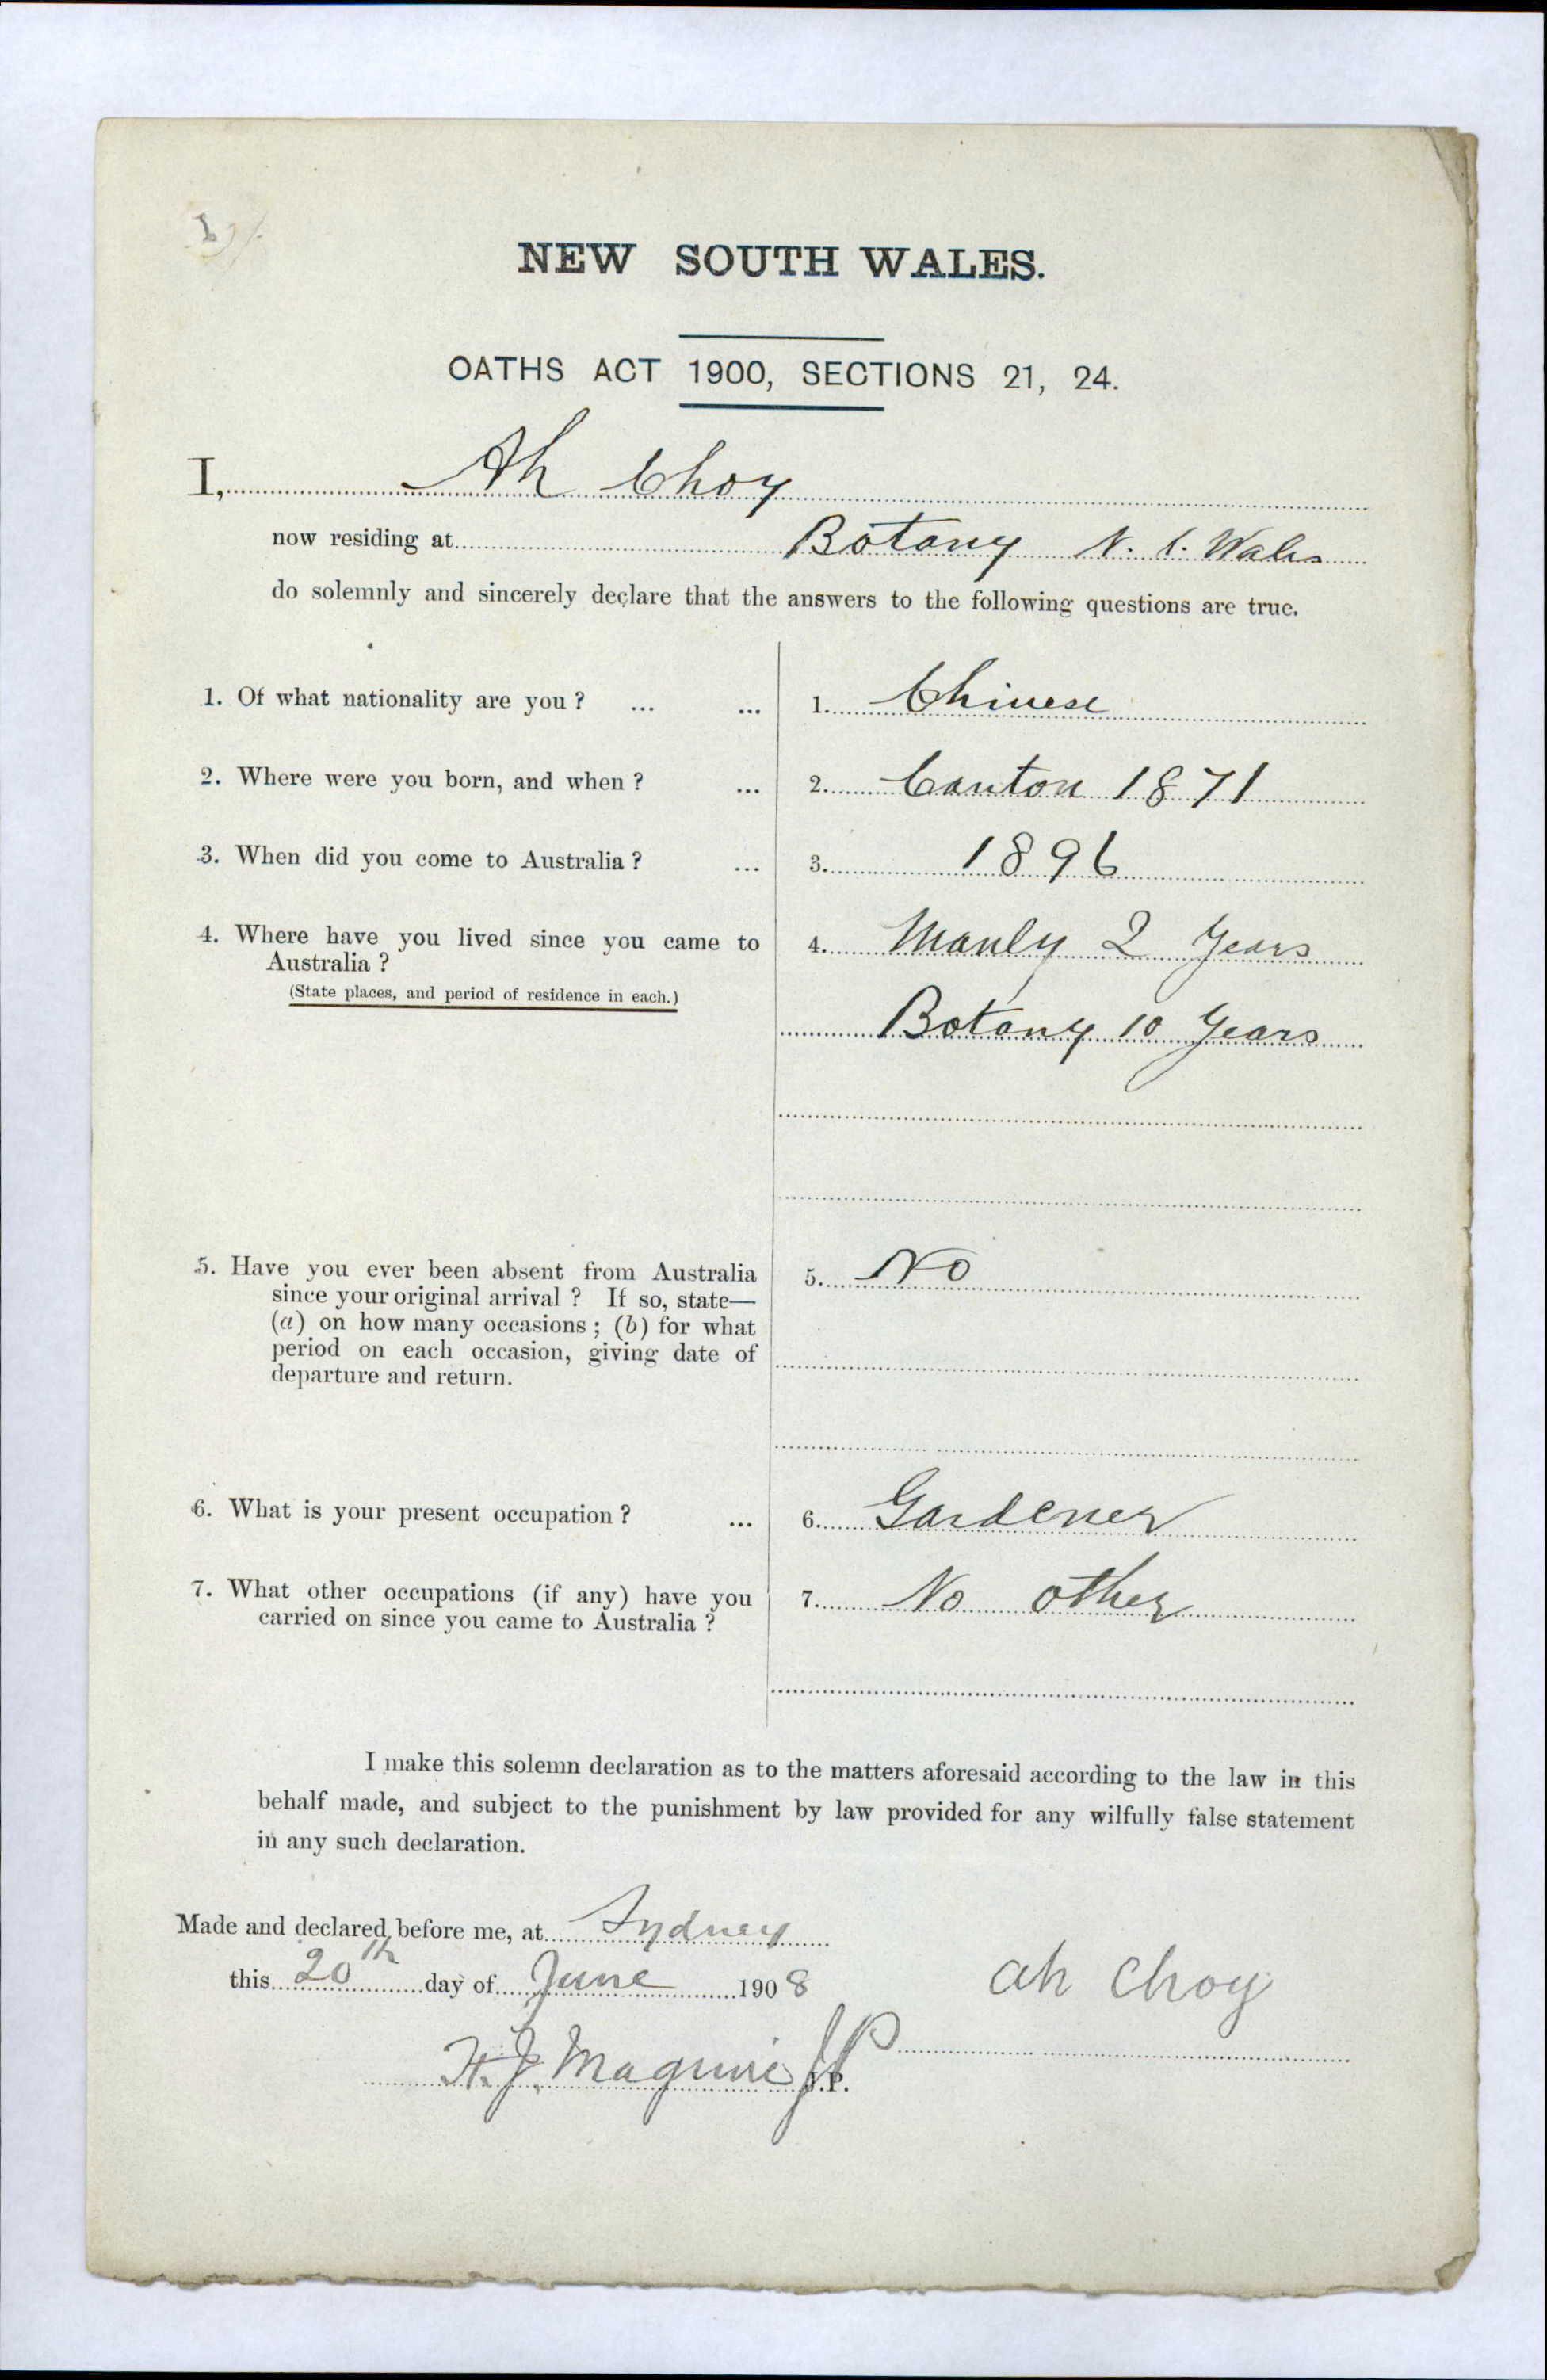 NEW SOUTH WALES.
OATHS ACT 1900, SECTIONS 21, 24.
I, Ah Choy
now residing at Botany N. S. Wales
do solemnly and sincerely declare that the answers to the following questions are true.
1. Of what nationality are you? ... ... 1. Chinese
2. Where were you born, and when? ... 2. Canton 1871
3. When did you come to Australia? ... 3. 1896
4. Where have you lived since you came to 4. Manly 2 Years
Australia?
(State places, and period of residence in each.)
Botany 10 Years
5. Have you ever been absent from Australia 5. No
since your original arrival? If so, state—
(a) on how many occasions; (b) for what
period on each occasion, giving date of
departure and return.
6. What is your present occupation? ... 6. Gardener
7. What other occupations (if any) have you 7. No other
carried on since you came to Australia?
I make this solemn declaration as to the matters aforesaid according to the law in this
behalf made, and subject to the punishment by law provided for any wilfully false statement
in any such declaration.
Made and declared before me, at Sydney
this 20th day of June 1908
ah choy
H. J. Maguire JP J.P.